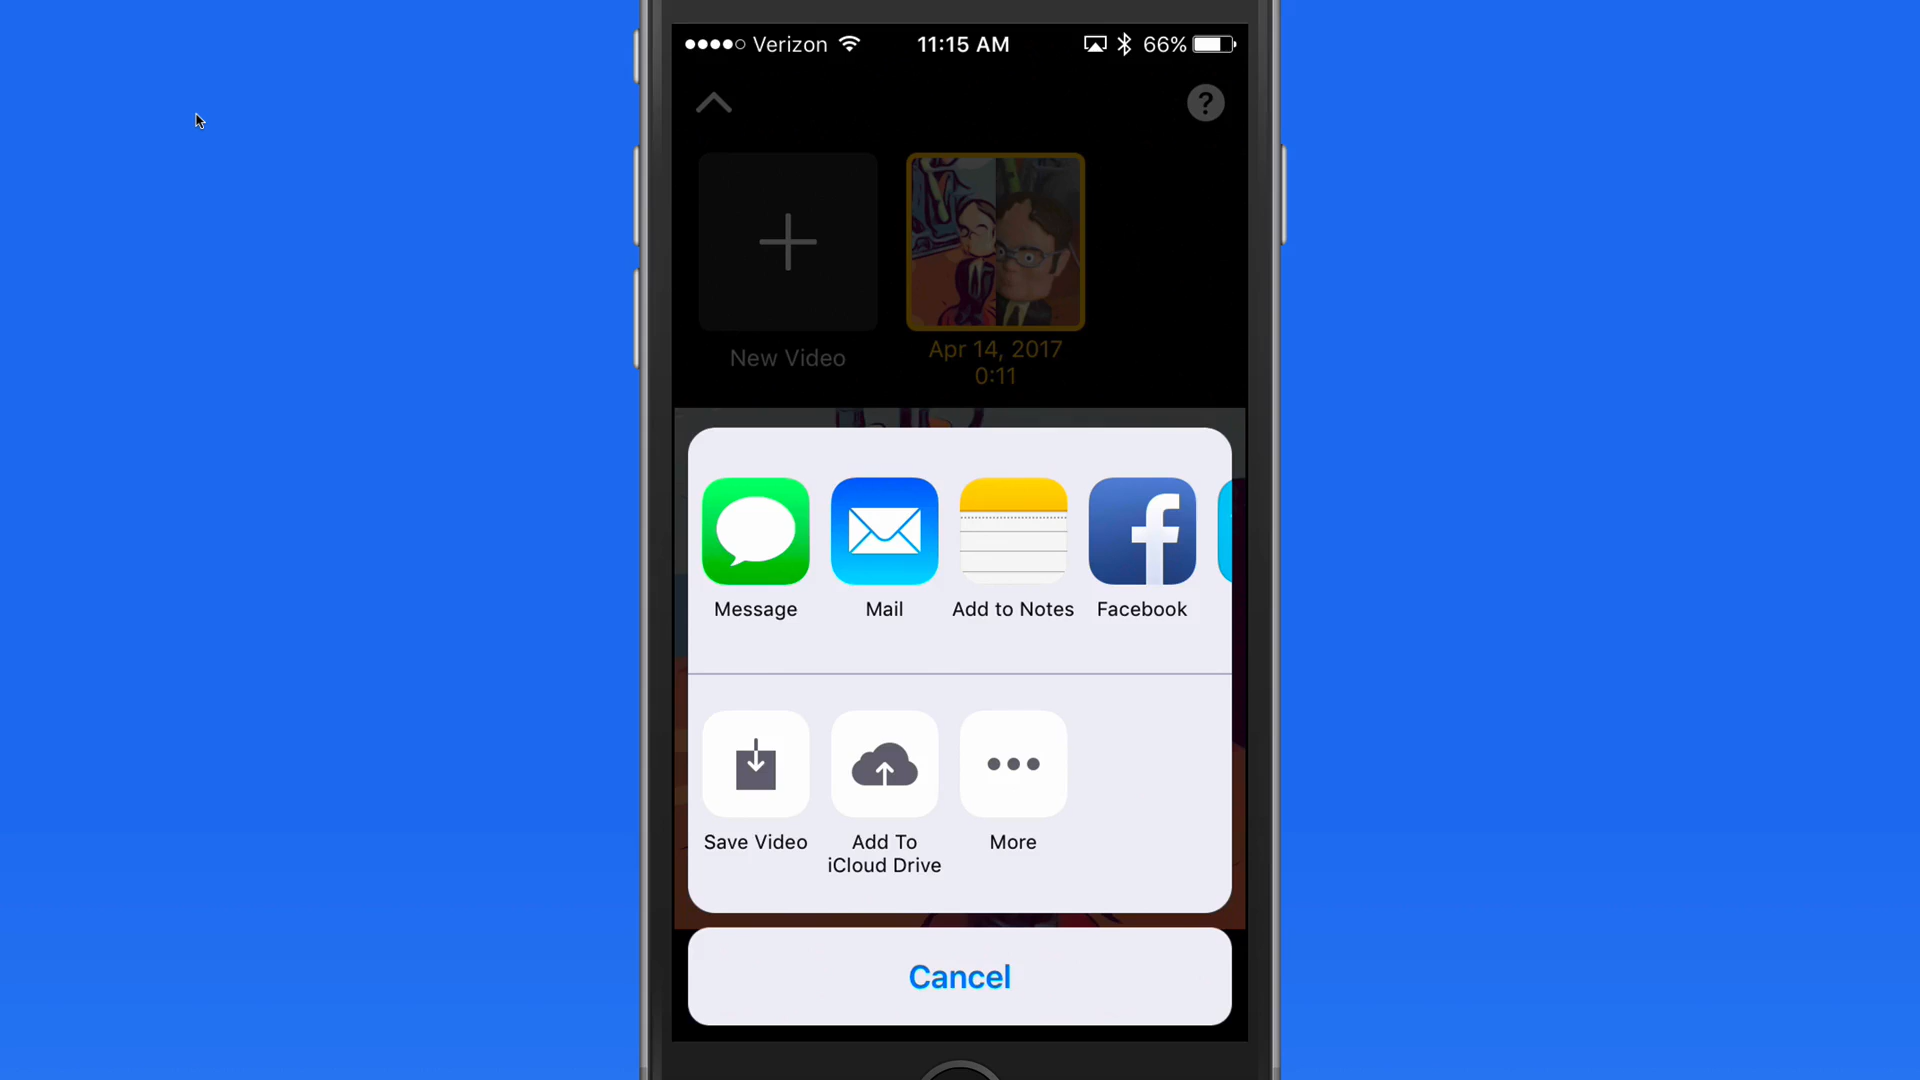 Verizon 11:15 AM 66%
?
New Video
Apr 14, 2017
0:11
Message Mail Add to Notes Facebook
Save Video Add To iCloud Drive More
Cancel